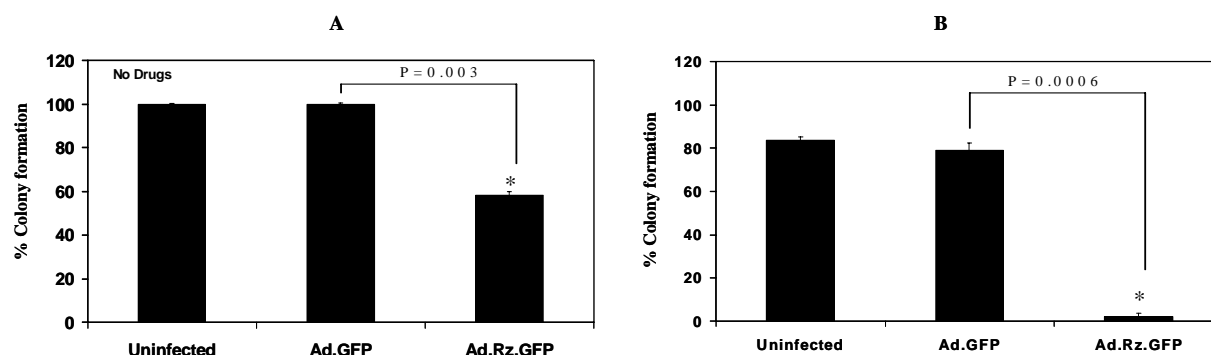 A
% Colony formation
120
100
80
60
40
20
0
No Drugs
P = 0.003
*
Uninfected Ad.GFP Ad.Rz.GFP
B
% Colony formation
120
100
80
60
40
20
0
P = 0.0006
*
Uninfected Ad.GFP Ad.Rz.GFP